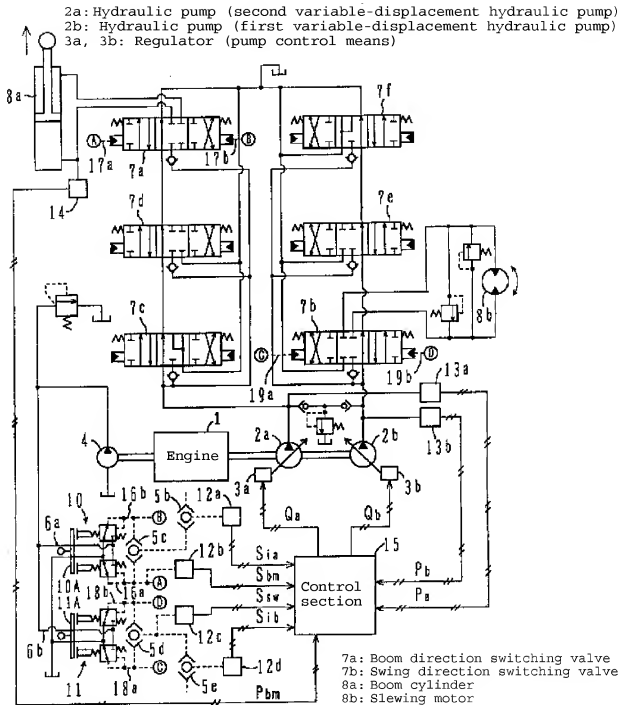 2a: Hydraulic pump (second variable-displacement hydraulic pump)
2b: Hydraulic pump (first variable-displacement hydraulic pump)
3a, 3b: Regulator (pump control means)
8a
7f
A
17a
7a
17b
B
14
7d
7e
8b
7c
7b
C
19a
D
19b
13a
13b
1
4
Engine
2a
2b
3a
3b
10
16b
5b
12a
Qa
Qb
15
6a
B
5c
Sia
12b
Pb
10A
18b
16a
A
Sbm
Control
section
Pa
11A
D
Ssw
6b
12c
Sib
5d
C
12d
11
18a
5e
Pbm
7a: Boom direction switching valve
7b: Swing direction switching valve
8a: Boom cylinder
8b: Slewing motor